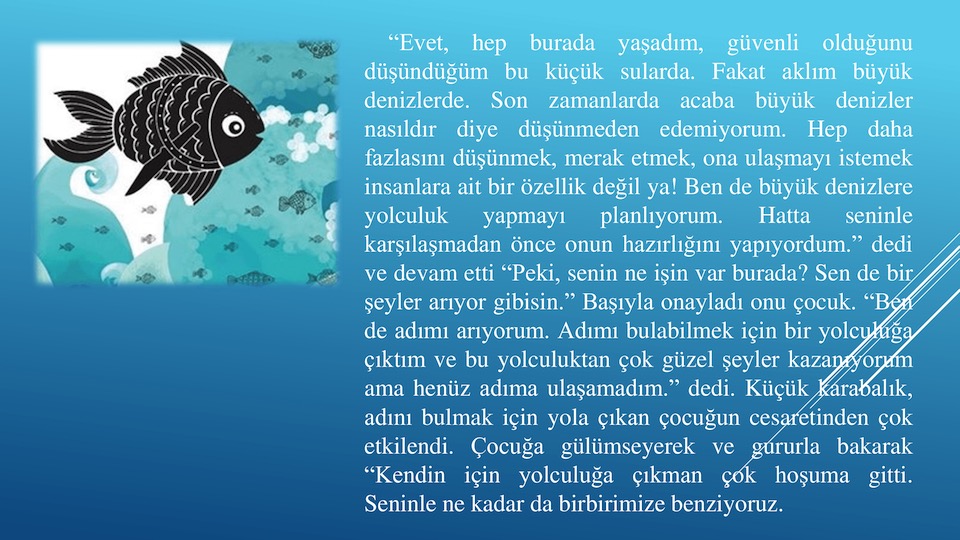 “Evet, hep burada yaşadım, güvenli olduğunu
düşündüğüm bu küçük sularda. Fakat aklım büyük
denizlerde. Son zamanlarda acaba büyük denizler
nasıldır diye düşünmeden edemiyorum. Hep daha
fazlasını düşünmek, merak etmek, ona ulaşmayı istemek
insanlara ait bir özellik değil ya! Ben de büyük denizlere
yolculuk yapmayı planlıyorum. Hatta seninle
karşılaşmadan önce onun hazırlığını yapıyordum.” dedi
ve devam etti “Peki, senin ne işin var burada? Sen de bir
şeyler arıyor gibisin.” Başıyla onayladı onu çocuk. “Ben
de adımı arıyorum. Adımı bulabilmek için bir yolculuğa
çıktım ve bu yolculuktan çok güzel şeyler kazanıyorum
ama henüz adıma ulaşamadım.” dedi. Küçük karabalık,
adını bulmak için yola çıkan çocuğun cesaretinden çok
etkilendi. Çocuğa gülümseyerek ve gururla bakarak
“Kendin için yolculuğa çıkman çok hoşuma gitti.
Seninle ne kadar da birbirimize benziyoruz.